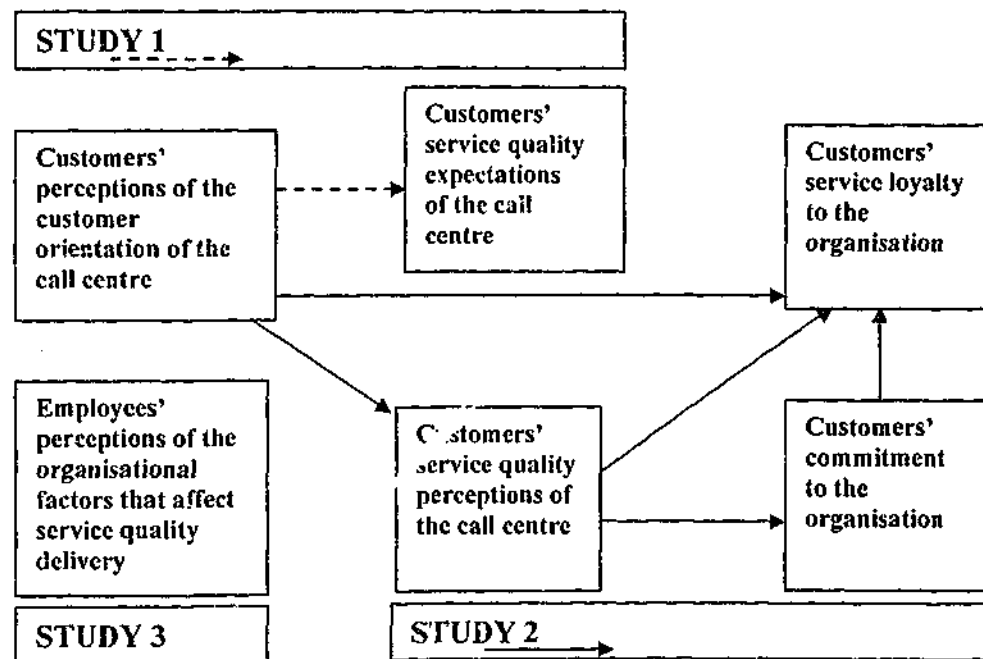 STUDY 1
Customers'
perceptions of the
customer
orientation of the
call centre
Customers'
service quality
expectations
of the call
centre
Customers'
service loyalty
to the
organisation
Employees'
perceptions of the
organisational
factors that affect
service quality
delivery
Customers'
service quality
perceptions of
the call centre
Customers'
commitment
to the
organisation
STUDY 3
STUDY 2